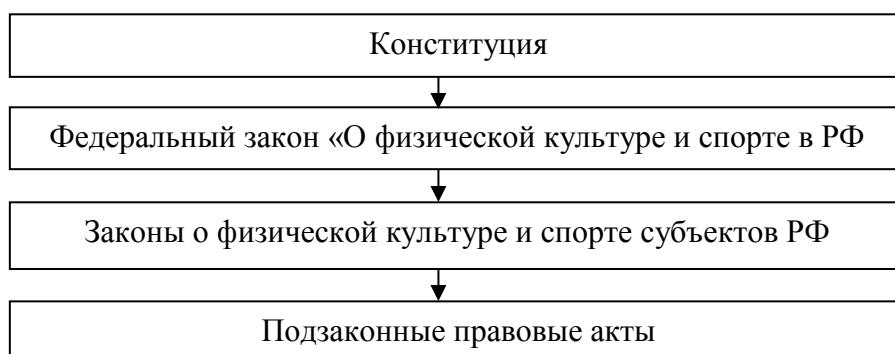 Конституция
Федеральный закон «О физической культуре и спорте в РФ
Законы о физической культуре и спорте субъектов РФ
Подзаконные правовые акты